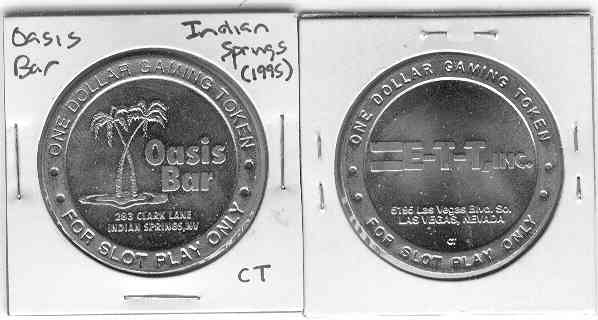 Oasis
Bar
Indian
Springs
(1995)
ONE DOLLAR GAMING TOKEN
Oasis
Bar
283 CLARK LANE
INDIAN SPRINGS, NV
FOR SLOT PLAY ONLY
CT
ONE DOLLAR GAMING TOKEN
E-T-T, INC.
5195 Las Vegas Blvd. So.
LAS VEGAS, NEVADA
CT
FOR SLOT PLAY ONLY